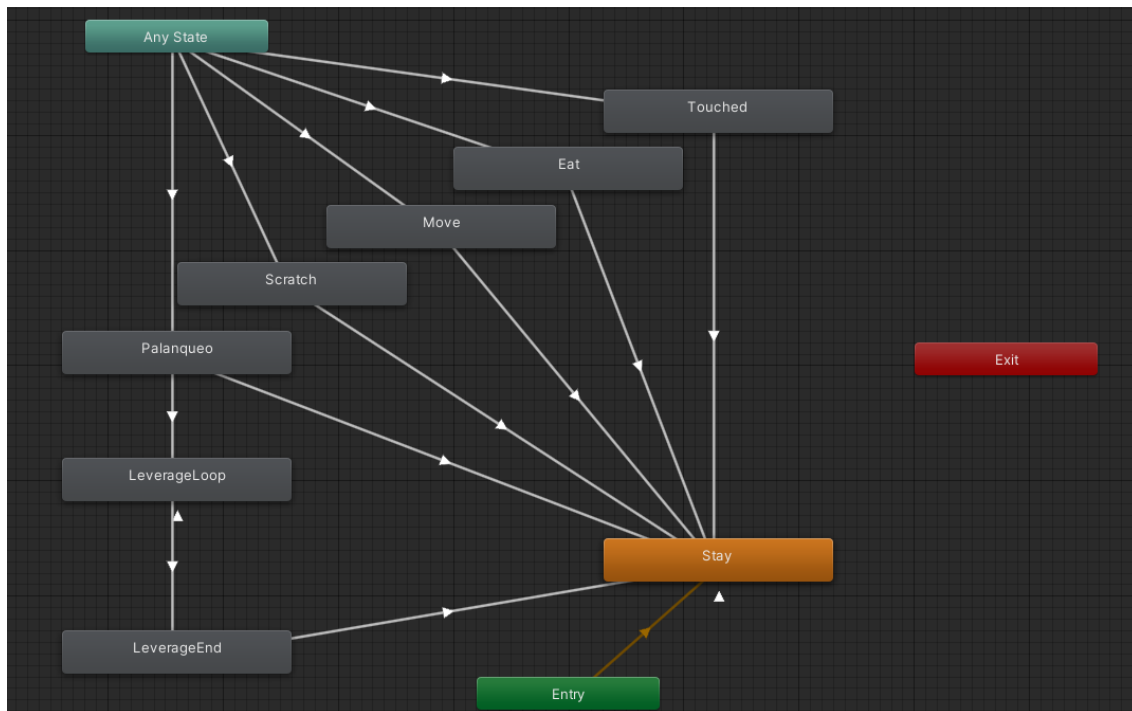 Any State
Touched
Eat
Move
Scratch
Palanqueo
Exit
LeverageLoop
Stay
LeverageEnd
Entry